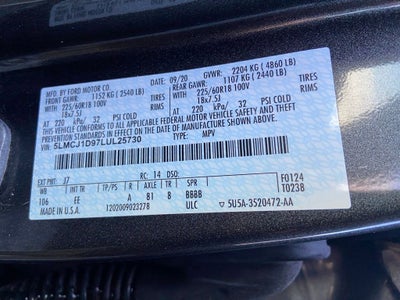 MFD. BY FORD MOTOR CO. 09/20 GVWR: 2204 KG ( 4860 LB)
FRONT GAWR: 1152 KG ( 2540 LB) REAR GAWR: 1107 KG ( 2440 LB)
225/60R18 100V TIRES 225/60R18 100V TIRES
18x7.5J RIMS 18x7.5J RIMS
AT 220 kPa/ 32 PSI COLD AT 220 kPa/ 32 PSI COLD
THIS VEHICLE CONFORMS TO ALL APPLICABLE FEDERAL MOTOR VEHICLE SAFETY, BUMPER, AND THEFT PREVENTION STANDARDS IN EFFECT ON THE DATE OF MANUFACTURE SHOWN ABOVE.
VIN: 5LMCJ1D97LUL25730
TYPE: MPV
EXT PNT: J7 RC: 14 DSO: F0124
WB TP/PS R AXLE TR SPR T0238
106 EE A 81 8 BBBB
MADE IN U.S.A. 1202009023278 ULC 5U5A-3520472-AA